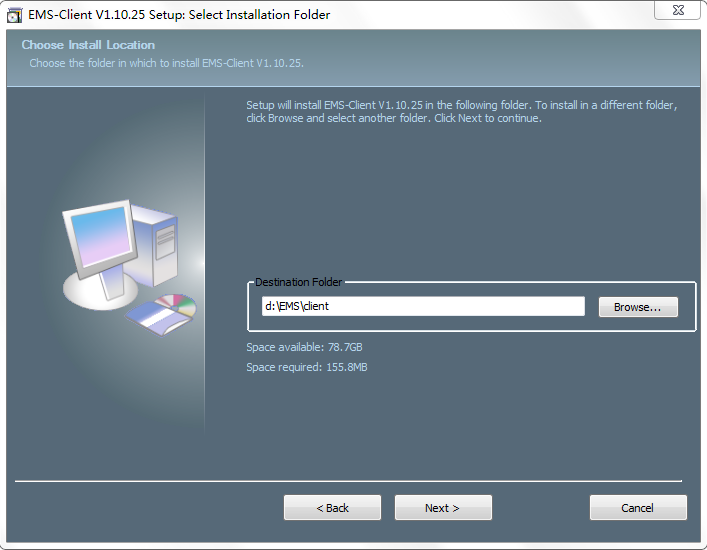 EMS-Client V1.10.25 Setup: Select Installation Folder
Choose Install Location
Choose the folder in which to install EMS-Client V1.10.25.
Setup will install EMS-Client V1.10.25 in the following folder. To install in a different folder,
click Browse and select another folder. Click Next to continue.
Destination Folder
d:\EMS\client
Browse...
Space available: 78.7GB
Space required: 155.8MB
< Back
Next >
Cancel